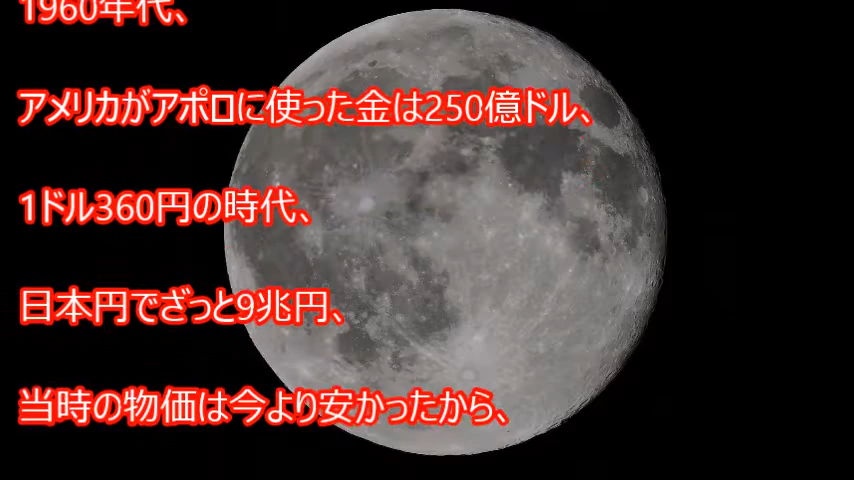 1960年代、
アメリカがアポロに使った金は250億ドル、
1ドル360円の時代、
日本円でざっと9兆円、
当時の物価は今より安かったから、